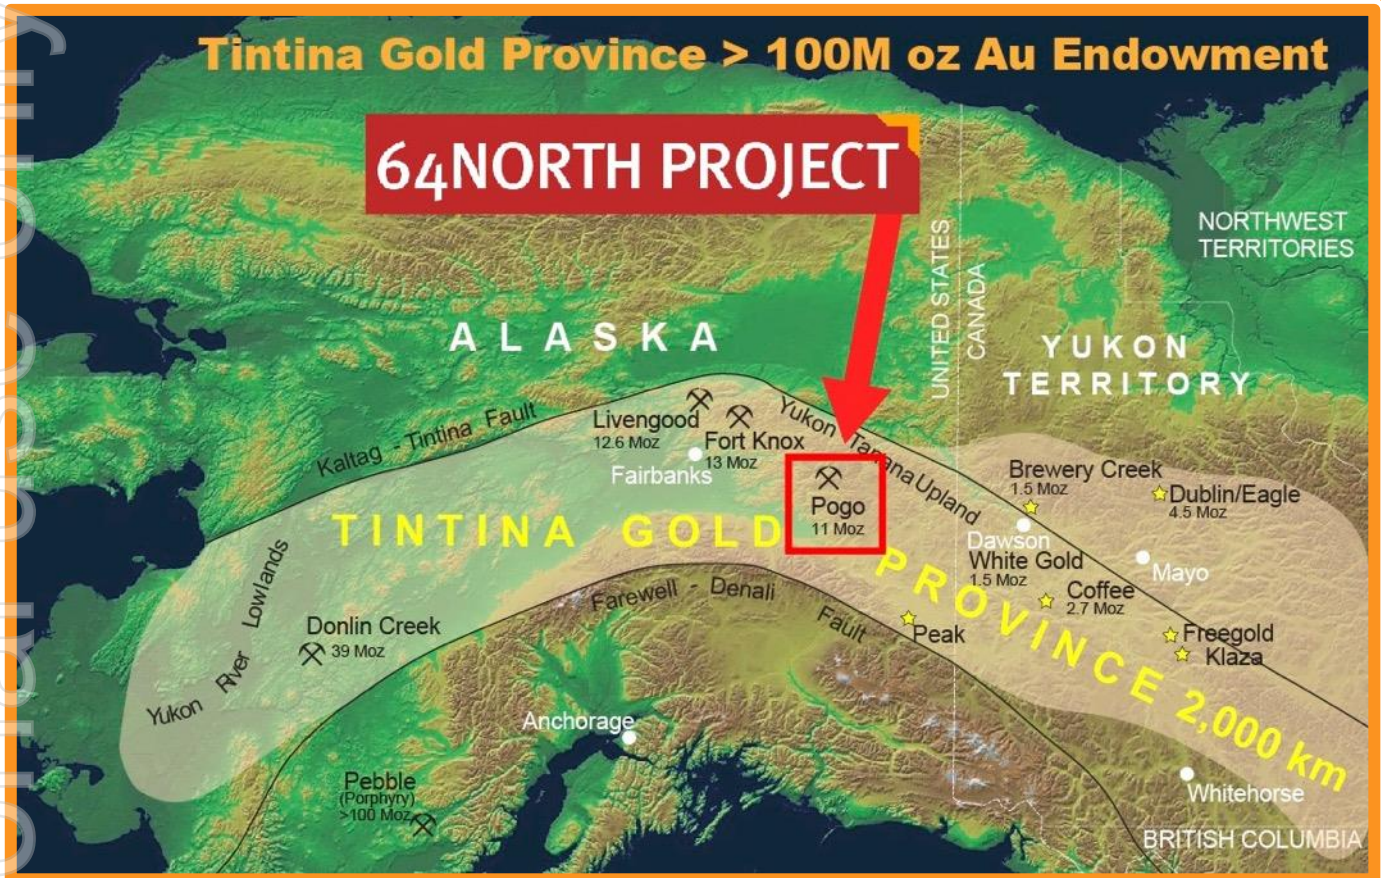 Tintina Gold Province > 100M oz Au Endowment
64NORTH PROJECT
NORTHWEST
TERRITORIES
UNITED STATES
CANADA
ALASKA
YUKON
TERRITORY
Kaltag - Tintina Fault
Livengood
12.6 Moz
Fort Knox
13 Moz
Fairbanks
Yukon - Tanana Upland
Pogo
11 Moz
Brewery Creek
1.5 Moz
Dublin/Eagle
4.5 Moz
Dawson
White Gold
1.5 Moz
Mayo
Coffee
2.7 Moz
TINTINA GOLD PROVINCE 2,000 km
Yukon River Lowlands
Farewell - Denali Fault
Donlin Creek
39 Moz
Peak
Freegold
Klaza
Anchorage
Pebble
(Porphyry)
>100 Moz
Whitehorse
BRITISH COLUMBIA